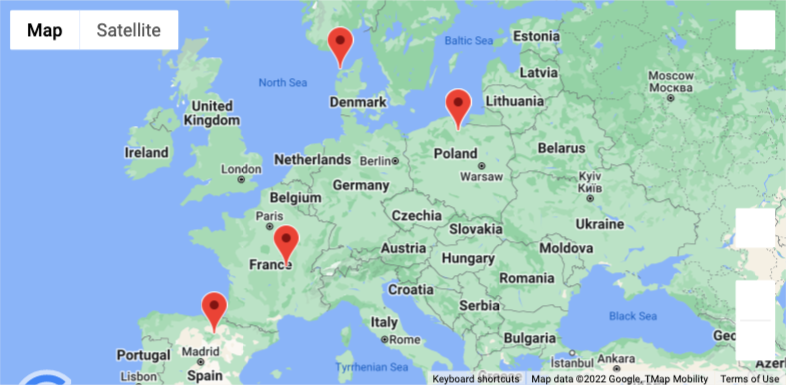 Map
Satellite
Estonia
Baltic Sea
Latvia
Moscow
Москва
North Sea
Denmark
Lithuania
United
Kingdom
Ireland
London
Netherlands
Berlin
Poland
Warsaw
Belarus
Germany
Belgium
Kyiv
Київ
Paris
Czechia
Slovakia
Ukraine
France
Austria
Hungary
Moldova
Romania
Croatia
Serbia
Italy
Rome
Black Sea
Bulgaria
Portugal
Madrid
Lisbon
Spain
Tyrrhenian Sea
İstanbul
Ankara
Keyboard shortcuts
Map data ©2022 Google, TMap Mobility
Terms of Use